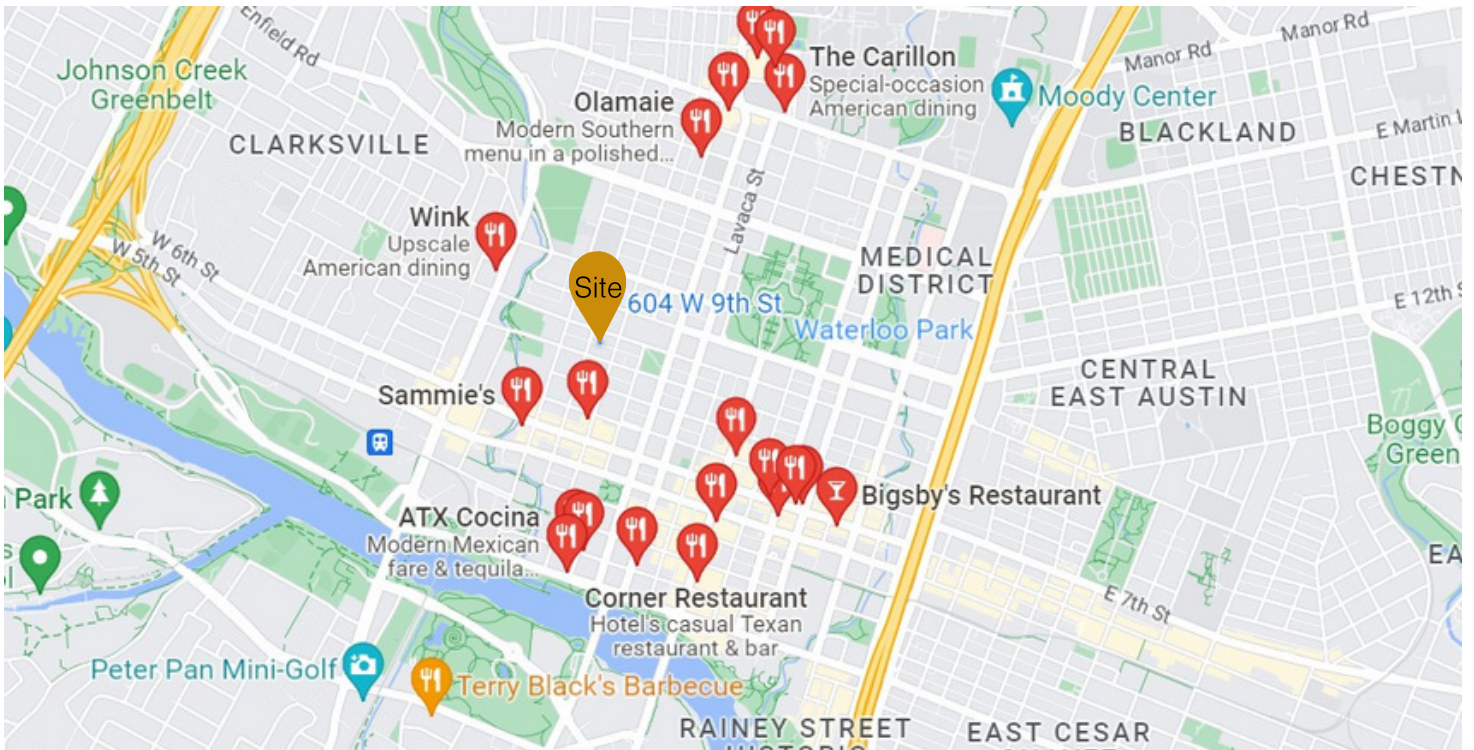 Enfield Rd
Johnson Creek
Greenbelt
CLARKSVILLE
The Carillon
Special-occasion
American dining
Olamaie
Modern Southern
menu in a polished...
Moody Center
Manor Rd
Manor Rd
BLACKLAND
E Martin
CHESTN
Lavaca St
Wink
Upscale
American dining
W 6th St
W 5th St
Site
604 W 9th St
MEDICAL
DISTRICT
Waterloo Park
E 12th S
CENTRAL
EAST AUSTIN
Sammie's
Boggy
Green
Park
ATX Cocina
Modern Mexican
fare & tequila...
Bigsby's Restaurant
Corner Restaurant
Hotel's casual Texan
restaurant & bar
E 7th St
EA
Peter Pan Mini-Golf
Terry Black's Barbecue
RAINEY STREET
EAST CESAR